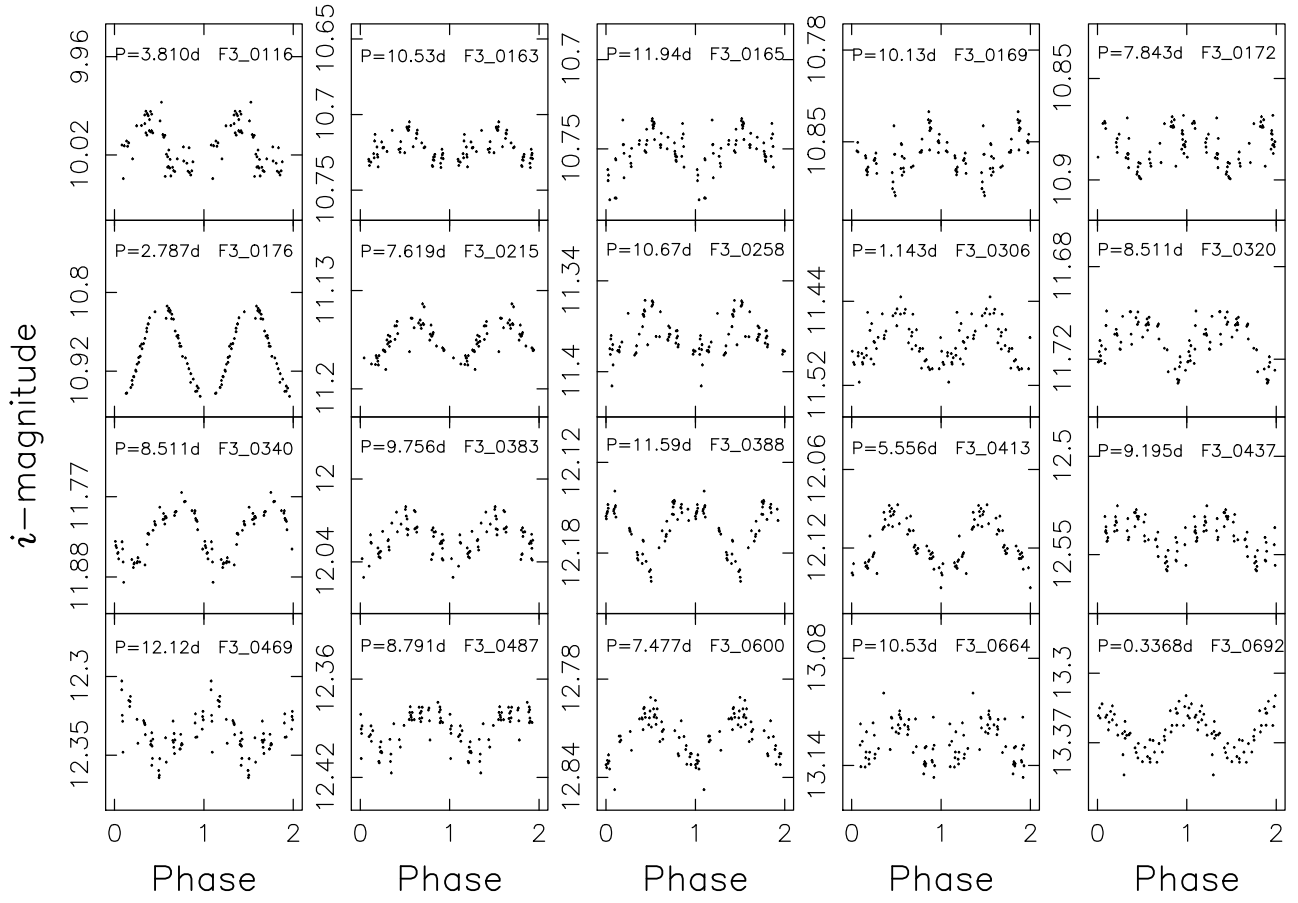 P=3.810d F3_0116
P=10.53d F3_0163
P=11.94d F3_0165
P=10.13d F3_0169
P=7.843d F3_0172
9.96
10.02
10.65
10.7
10.75
10.7
10.75
10.78
10.85
10.85
10.9
P=2.787d F3_0176
P=7.619d F3_0215
P=10.67d F3_0258
P=1.143d F3_0306
P=8.511d F3_0320
10.8
10.92
11.13
11.2
11.34
11.4
11.44
11.52
11.68
11.72
i-magnitude
P=8.511d F3_0340
P=9.756d F3_0383
P=11.59d F3_0388
P=5.556d F3_0413
P=9.195d F3_0437
11.77
11.88
12
12.04
12.12
12.18
12.06
12.12
12.5
12.55
P=12.12d F3_0469
P=8.791d F3_0487
P=7.477d F3_0600
P=10.53d F3_0664
P=0.3368d F3_0692
12.3
12.35
12.36
12.42
12.78
12.84
13.08
13.14
13.3
13.37
0 1 2
0 1 2
0 1 2
0 1 2
0 1 2
Phase
Phase
Phase
Phase
Phase